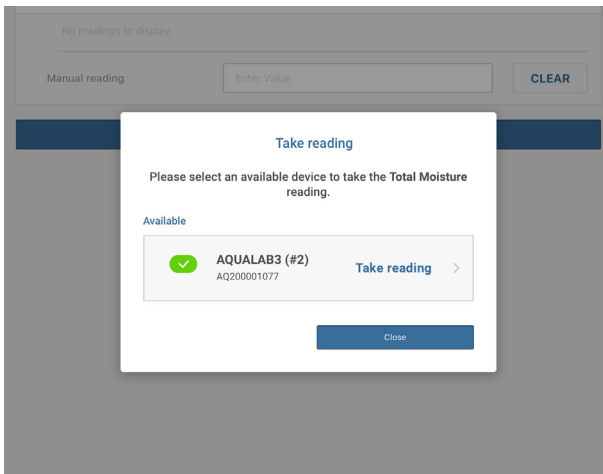 No readings to display.
Manual reading
Enter Value
CLEAR
Take reading
Please select an available device to take the Total Moisture
reading.
Available
AQUALAB3 (#2)
Take reading
AQ200001077
Close